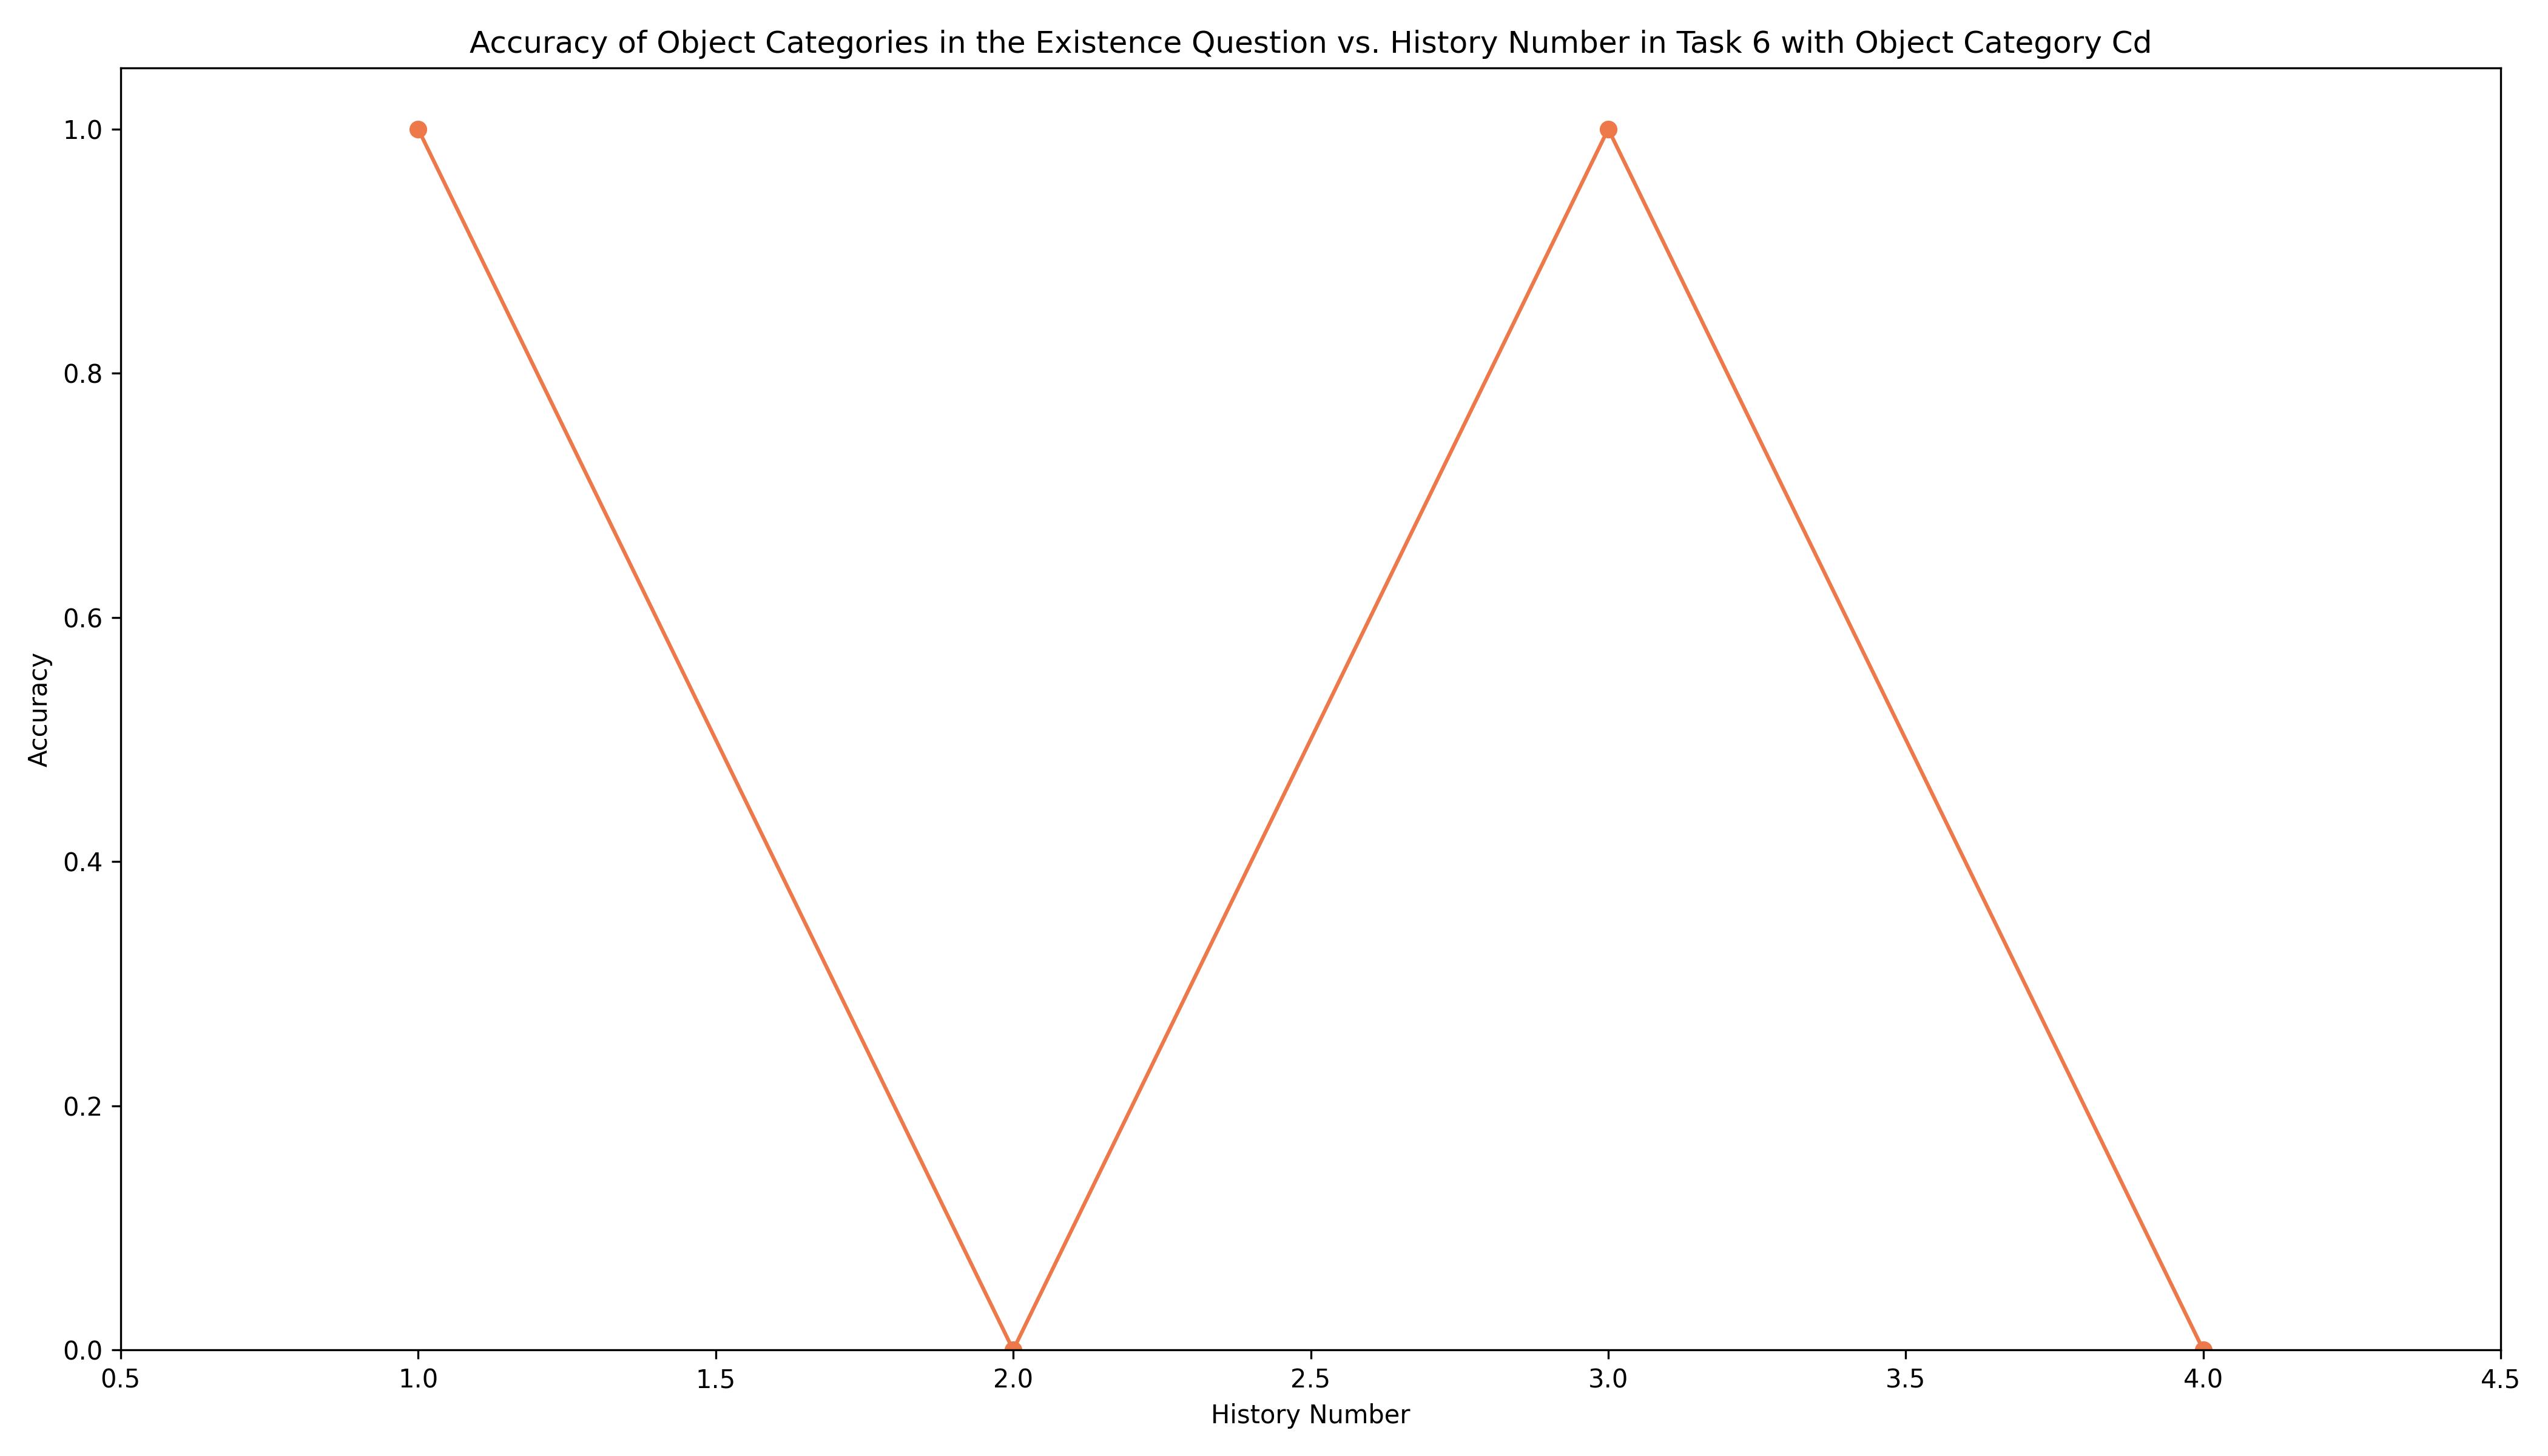 Accuracy of Object Categories in the Existence Question vs. History Number in Task 6 with Object Category Cd
1.0
0.8
0.6
0.4
0.2
0.0
Accuracy
0.5 1.0 1.5 2.0 2.5 3.0 3.5 4.0 4.5
History Number